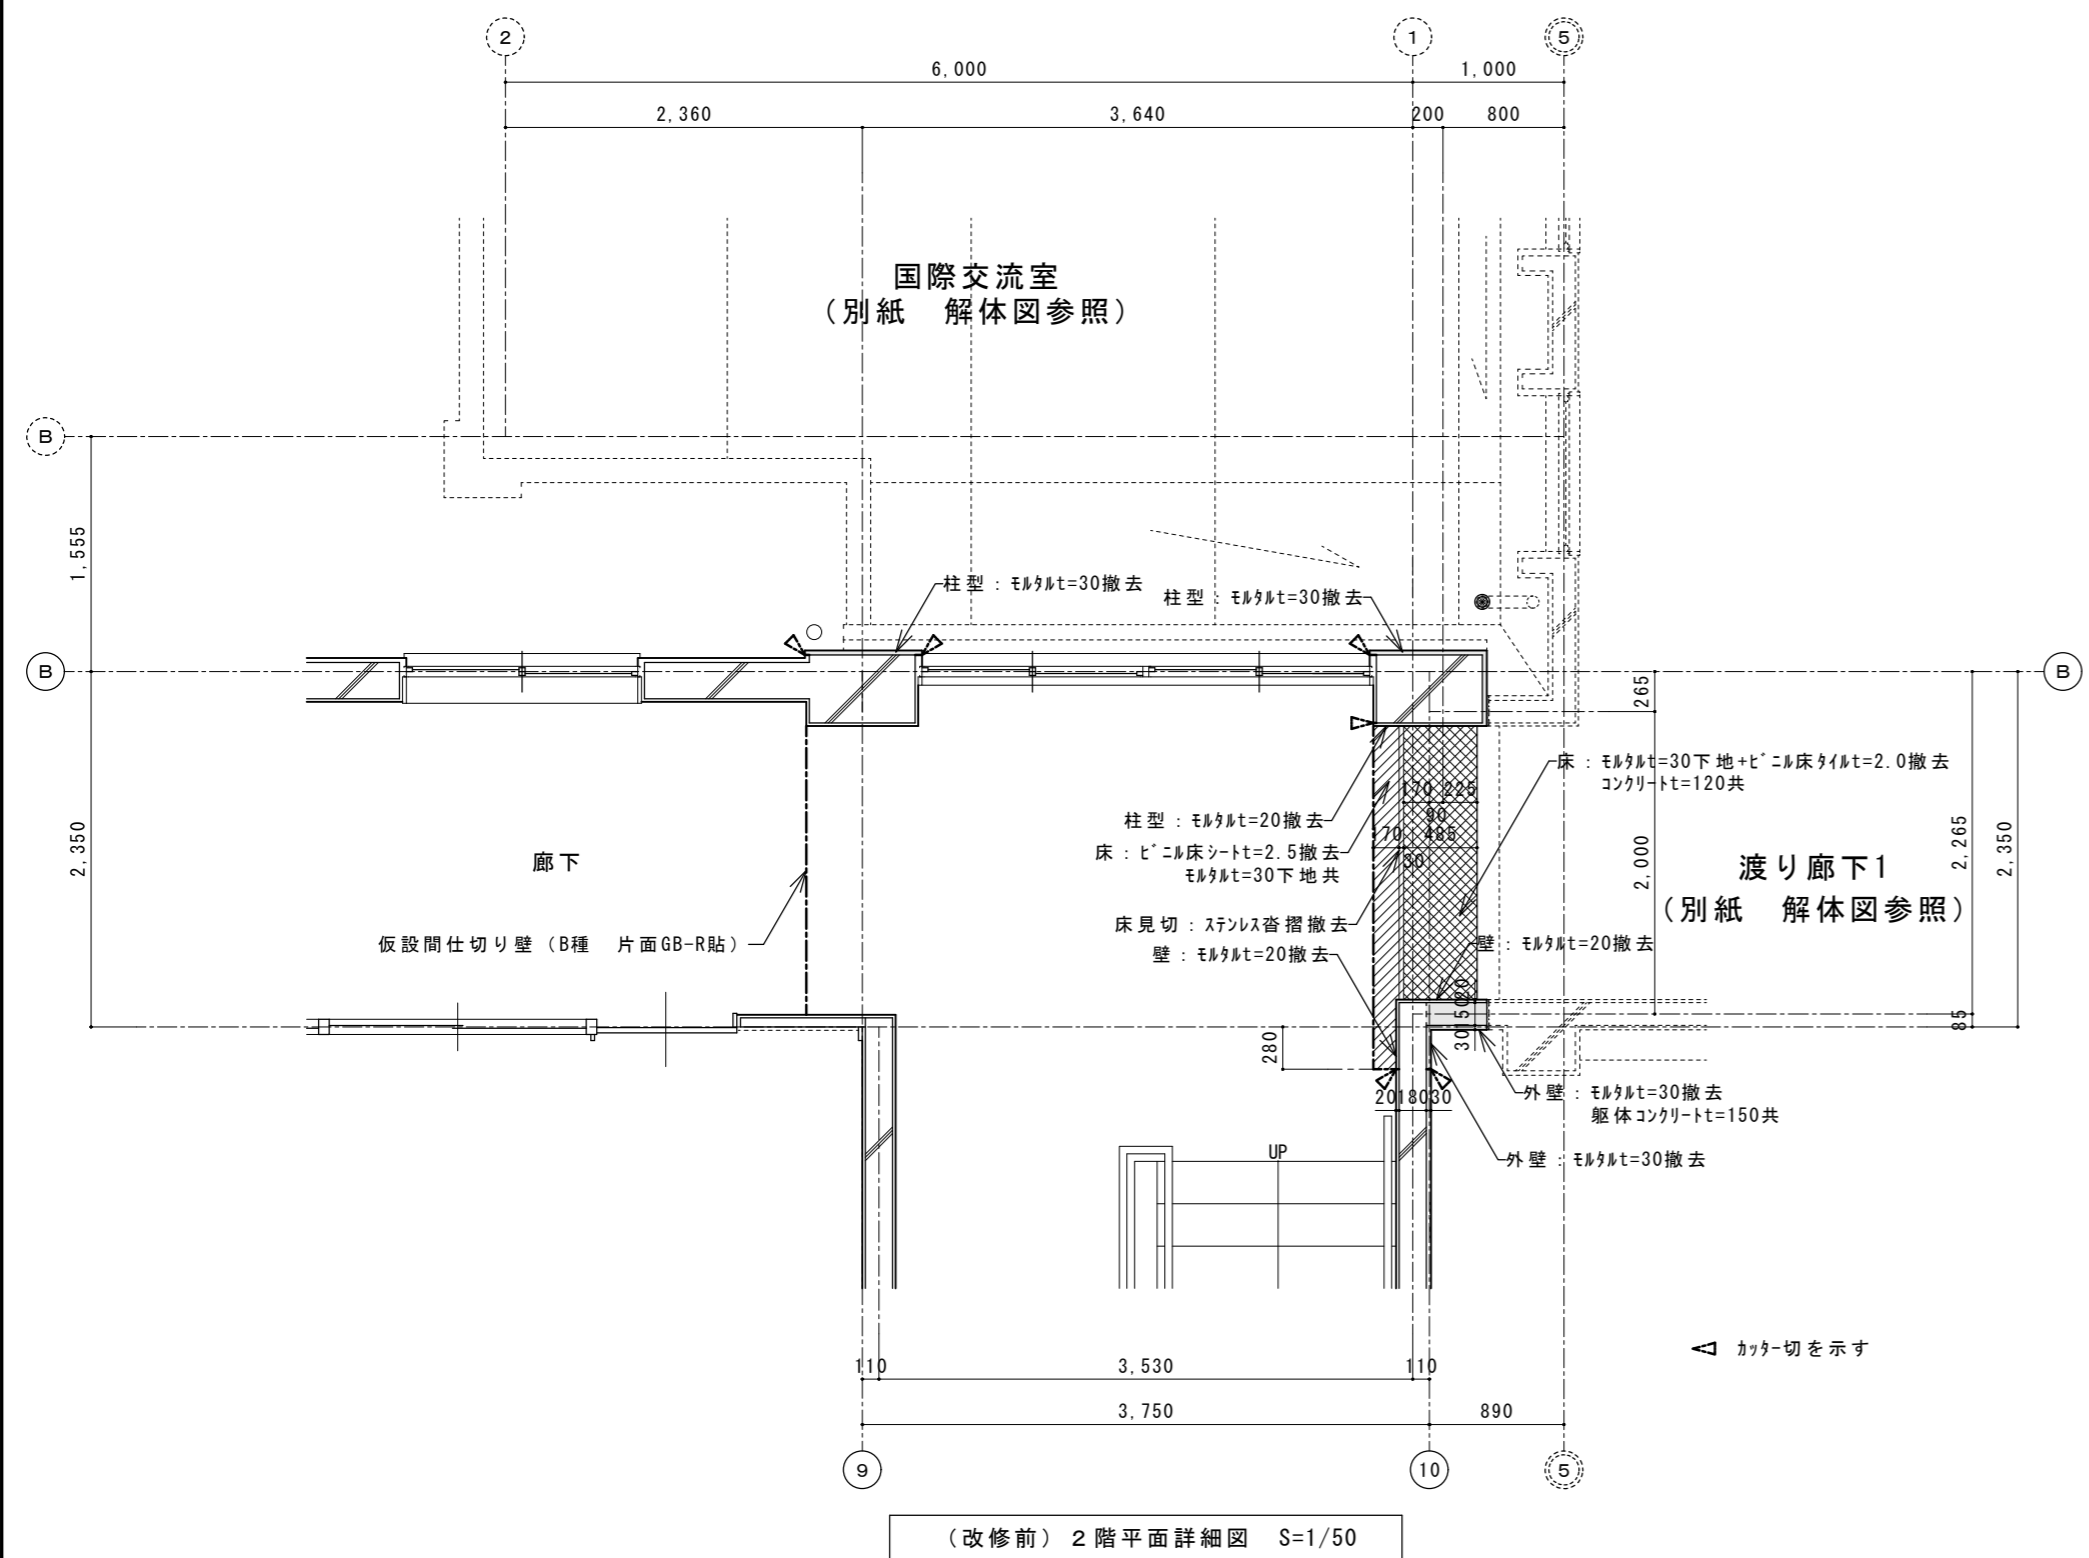 2
1
5
6,000
1,000
2,360
3,640
200
800
国際交流室
（別紙　解体図参照）
B
1,555
柱型：ﾓﾙﾀﾙt=30撤去
柱型：ﾓﾙﾀﾙt=30撤去
B
B
265
床：ﾓﾙﾀﾙt=30下地+ﾋﾞﾆﾙ床ﾀｲﾙt=2.0撤去
ｺﾝｸﾘｰﾄt=120共
170
225
柱型：ﾓﾙﾀﾙt=20撤去
90
70
485
床：ﾋﾞﾆﾙ床ｼｰﾄt=2.5撤去
ﾓﾙﾀﾙt=30下地共
30
2,350
廊下
2,000
2,265
2,350
渡り廊下1
（別紙　解体図参照）
床見切：ｽﾃﾝﾚｽ沓摺撤去
仮設間仕切り壁（B種　片面GB-R貼）
壁：ﾓﾙﾀﾙt=20撤去
壁：ﾓﾙﾀﾙt=20撤去
20
150
30
85
280
20
180
30
外壁：ﾓﾙﾀﾙt=30撤去
躯体ｺﾝｸﾘｰﾄt=150共
UP
外壁：ﾓﾙﾀﾙt=30撤去
ｶｯﾀｰ切を示す
110
3,530
110
3,750
890
9
10
5
（改修前）２階平面詳細図　S=1/50